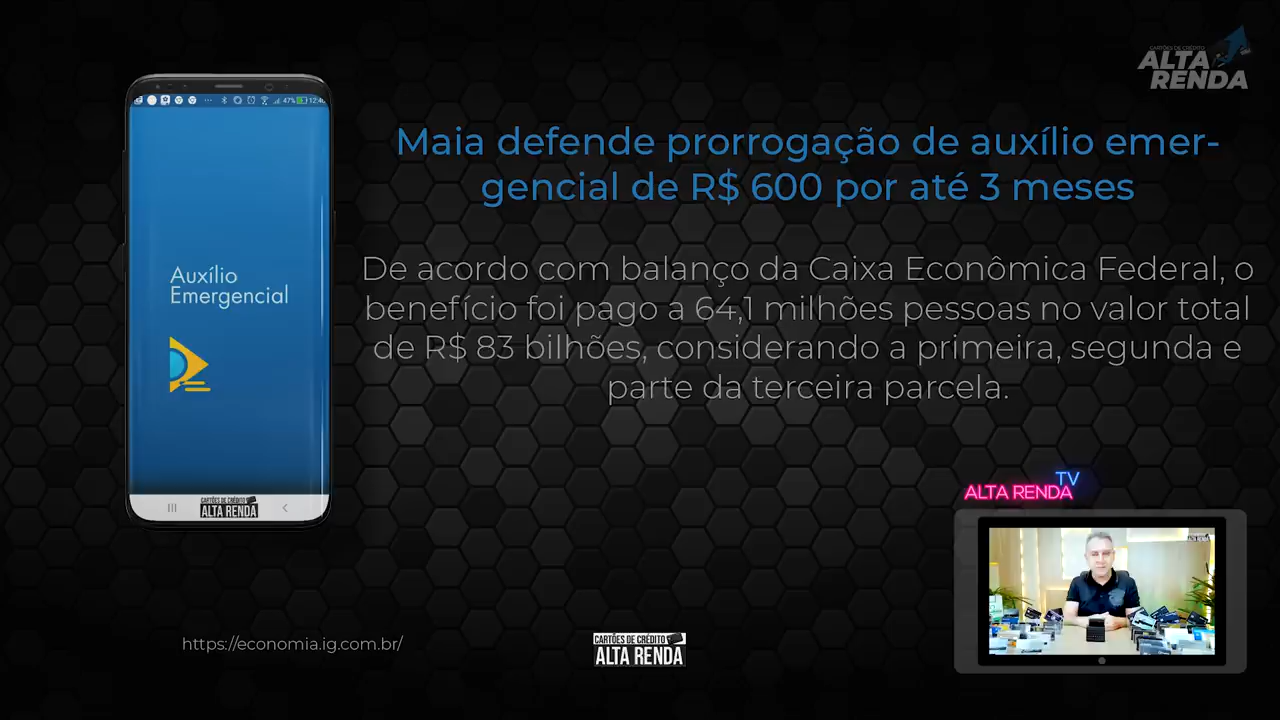 CARTÕES DE CRÉDITO
ALTA
RENDA
47% 12:4
Maia defende prorrogação de auxílio emer-
gencial de R$ 600 por até 3 meses
De acordo com balanço da Caixa Econômica Federal, o
benefício foi pago a 64,1 milhões pessoas no valor total
de R$ 83 bilhões, considerando a primeira, segunda e
parte da terceira parcela.
Auxílio
Emergencial
CARTÕES DE CRÉDITO
ALTA RENDA
TV
ALTA RENDA
https://economia.ig.com.br/
CARTÕES DE CRÉDITO
ALTA RENDA